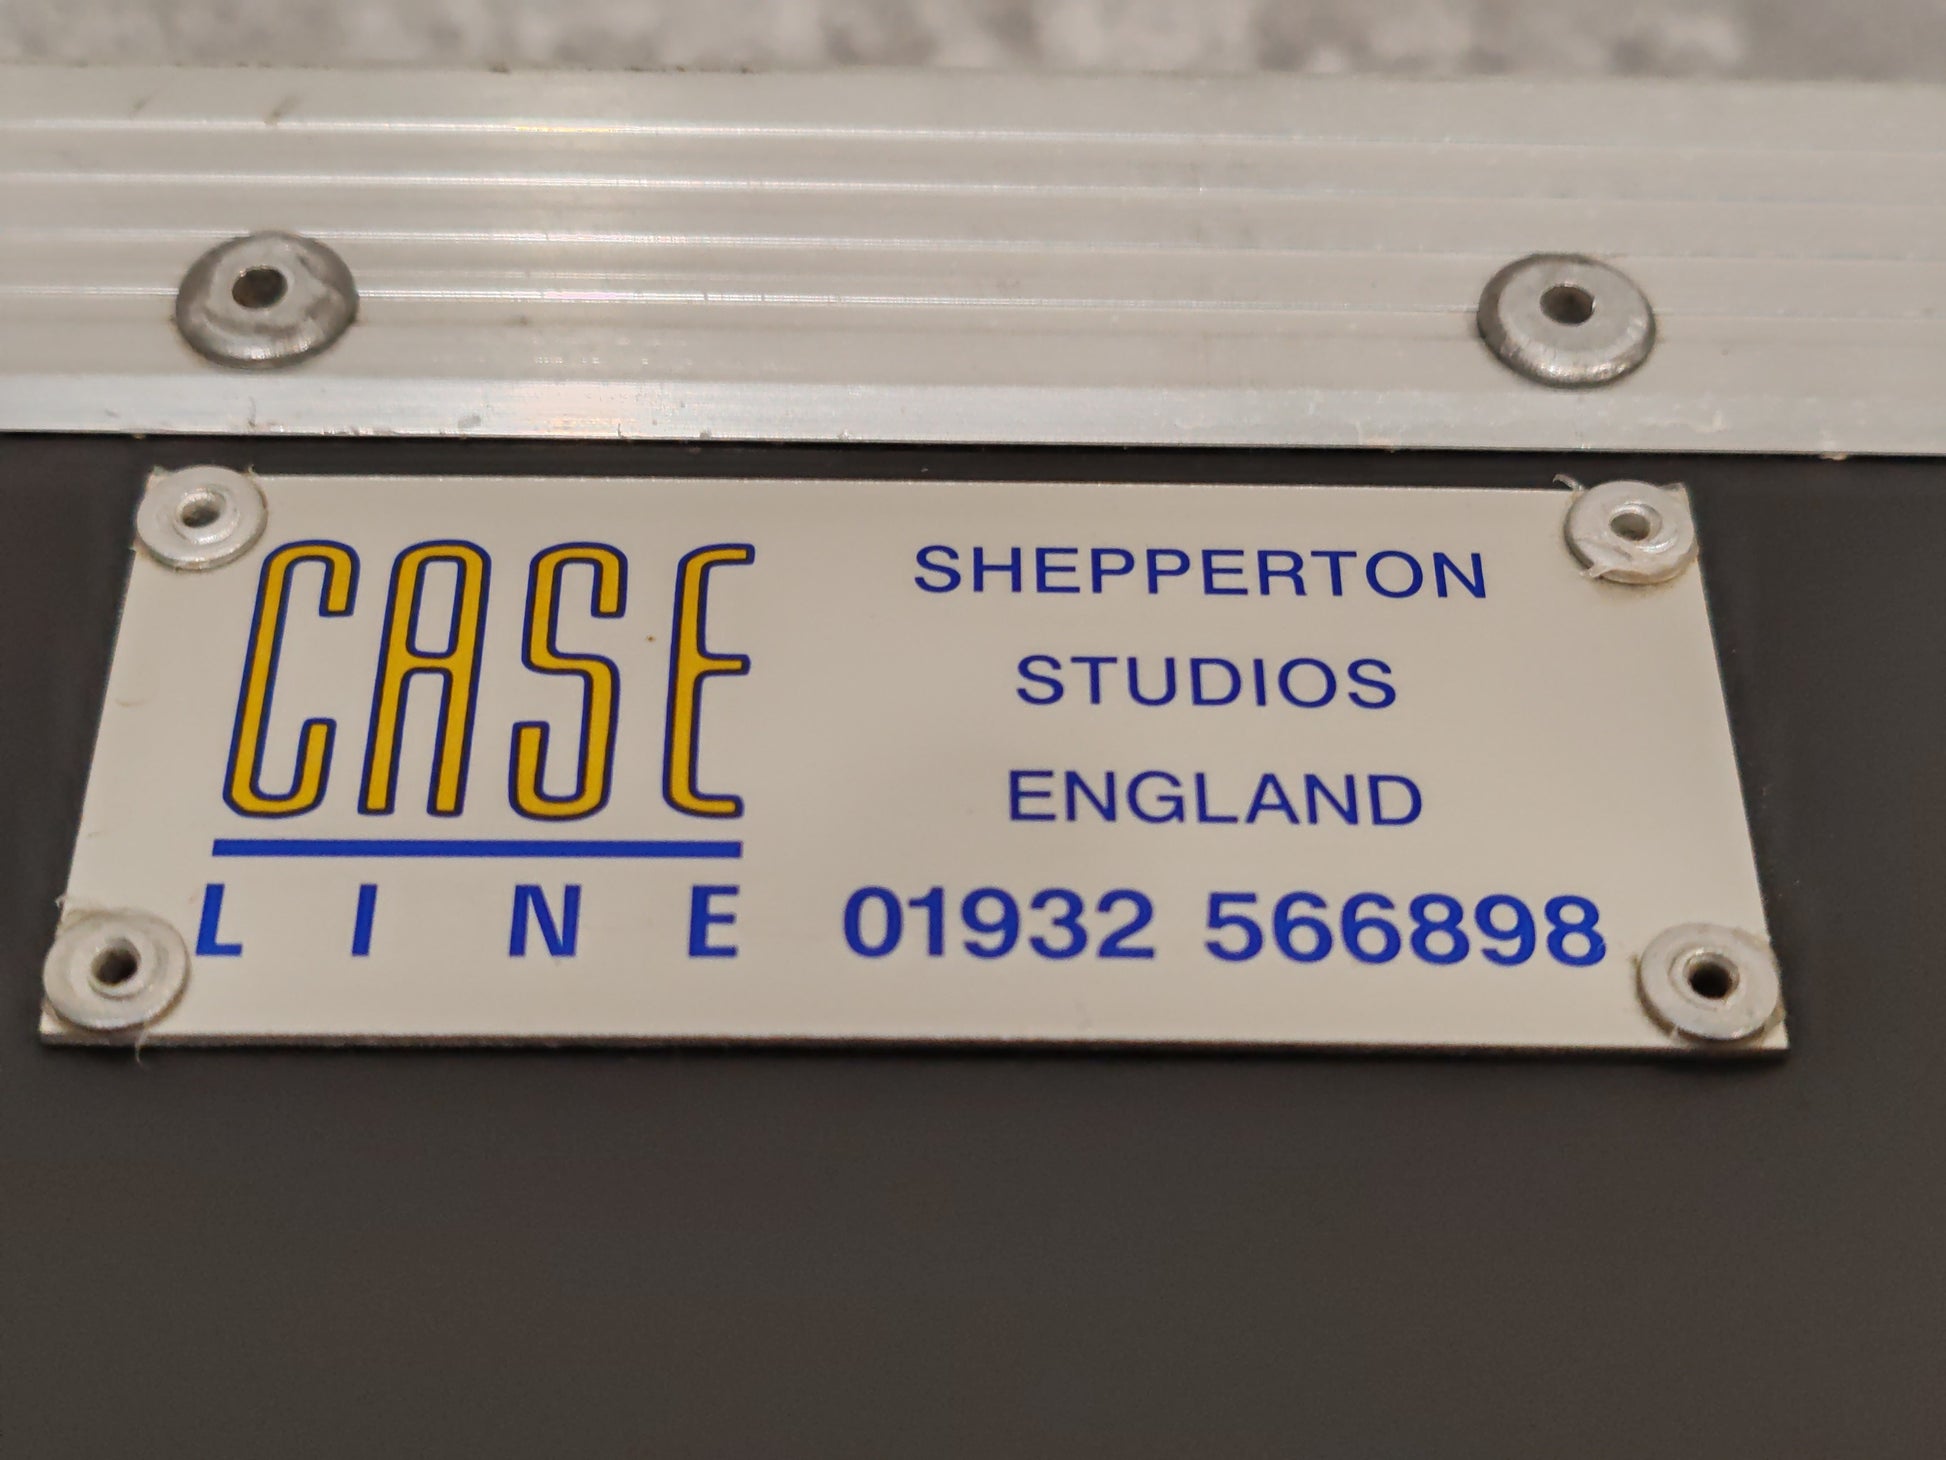 CASE
LINE
SHEPPERTON
STUDIOS
ENGLAND
01932 566898